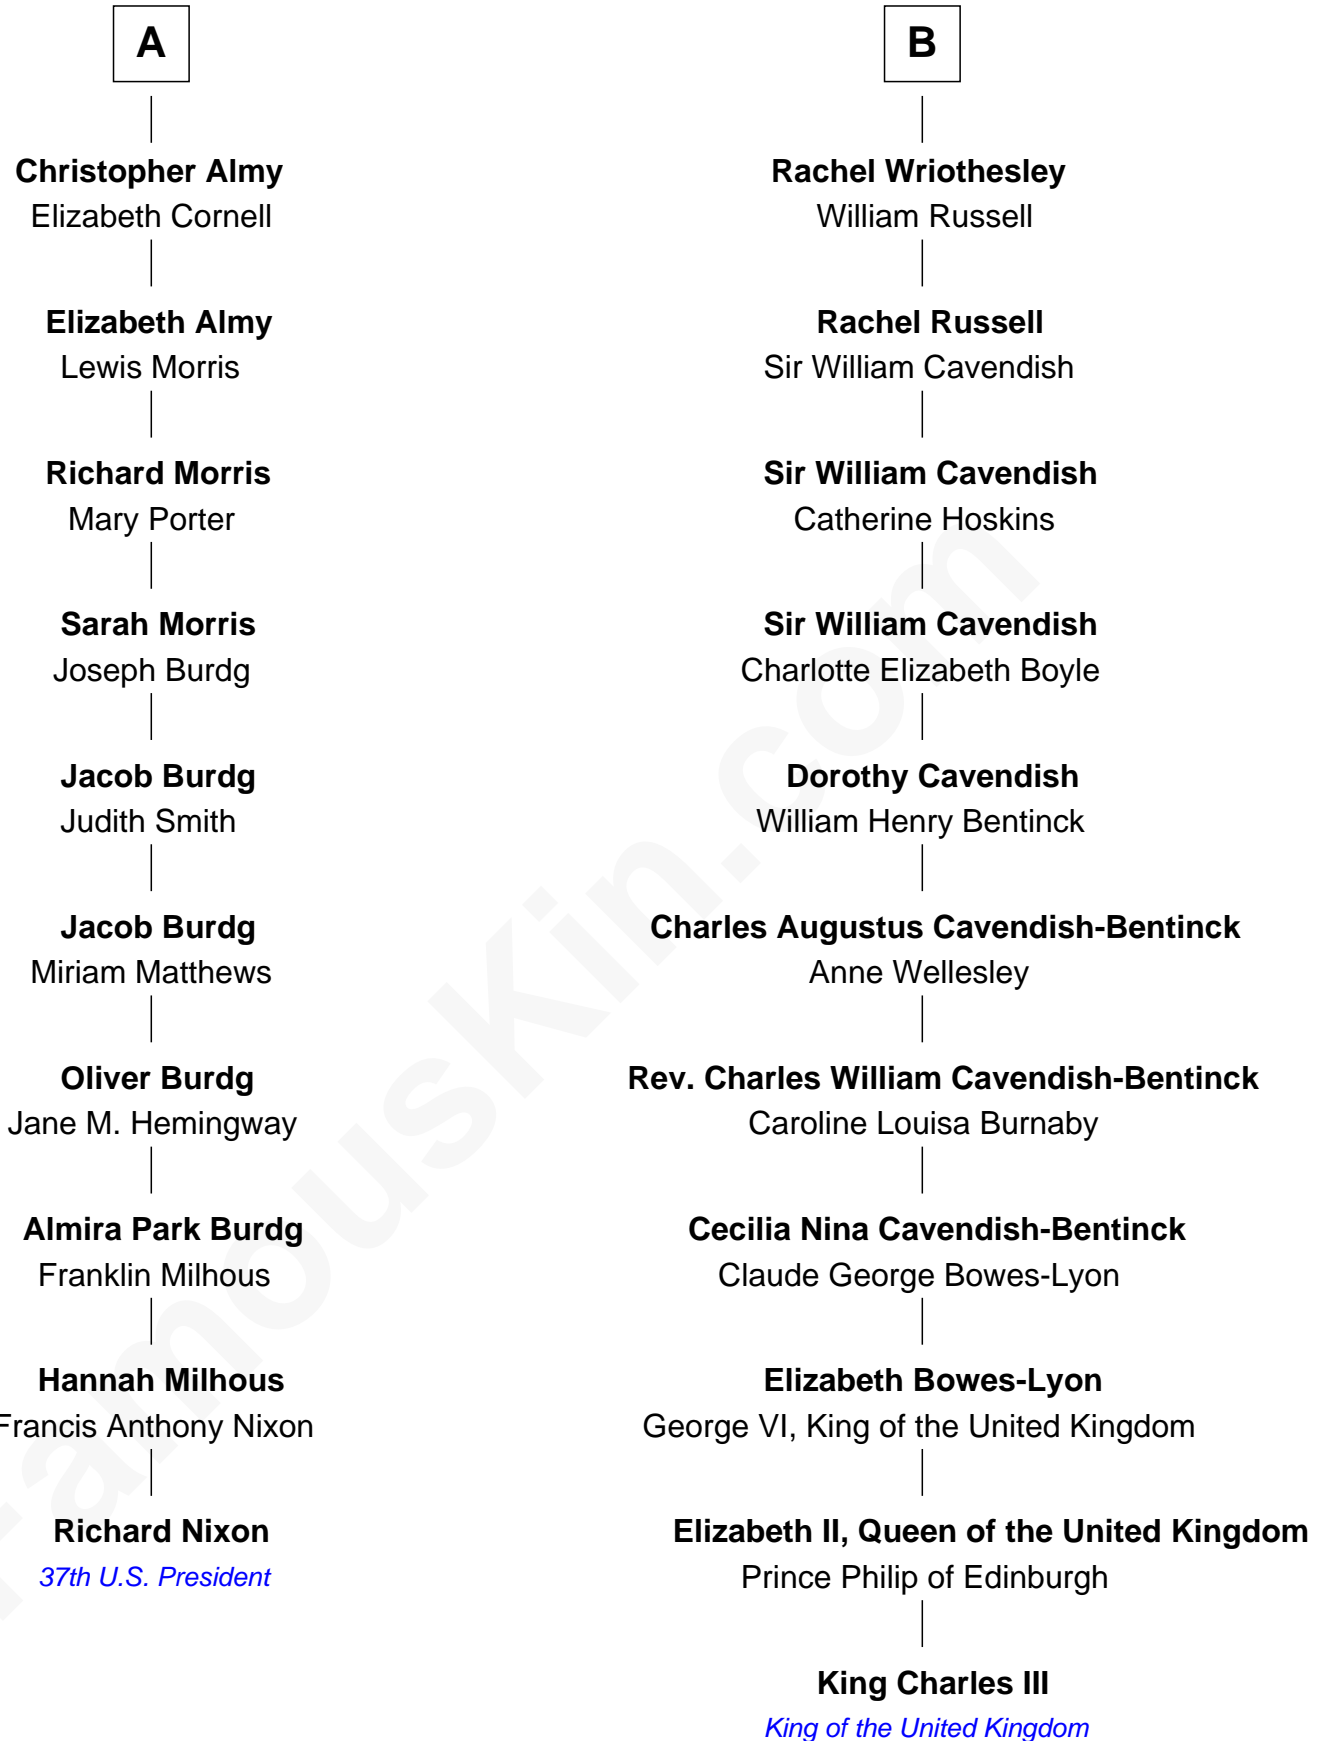 A
Christopher Almy
Elizabeth Cornell
Elizabeth Almy
Lewis Morris
Richard Morris
Mary Porter
Sarah Morris
Joseph Burdg
Jacob Burdg
Judith Smith
Jacob Burdg
Miriam Matthews
Oliver Burdg
Jane M. Hemingway
Almira Park Burdg
Franklin Milhous
Hannah Milhous
Francis Anthony Nixon
Richard Nixon
37th U.S. President
B
Rachel Wriothesley
William Russell
Rachel Russell
Sir William Cavendish
Sir William Cavendish
Catherine Hoskins
Sir William Cavendish
Charlotte Elizabeth Boyle
Dorothy Cavendish
William Henry Bentinck
Charles Augustus Cavendish-Bentinck
Anne Wellesley
Rev. Charles William Cavendish-Bentinck
Caroline Louisa Burnaby
Cecilia Nina Cavendish-Bentinck
Claude George Bowes-Lyon
Elizabeth Bowes-Lyon
George VI, King of the United Kingdom
Elizabeth II, Queen of the United Kingdom
Prince Philip of Edinburgh
King Charles III
King of the United Kingdom
FamousKin.com